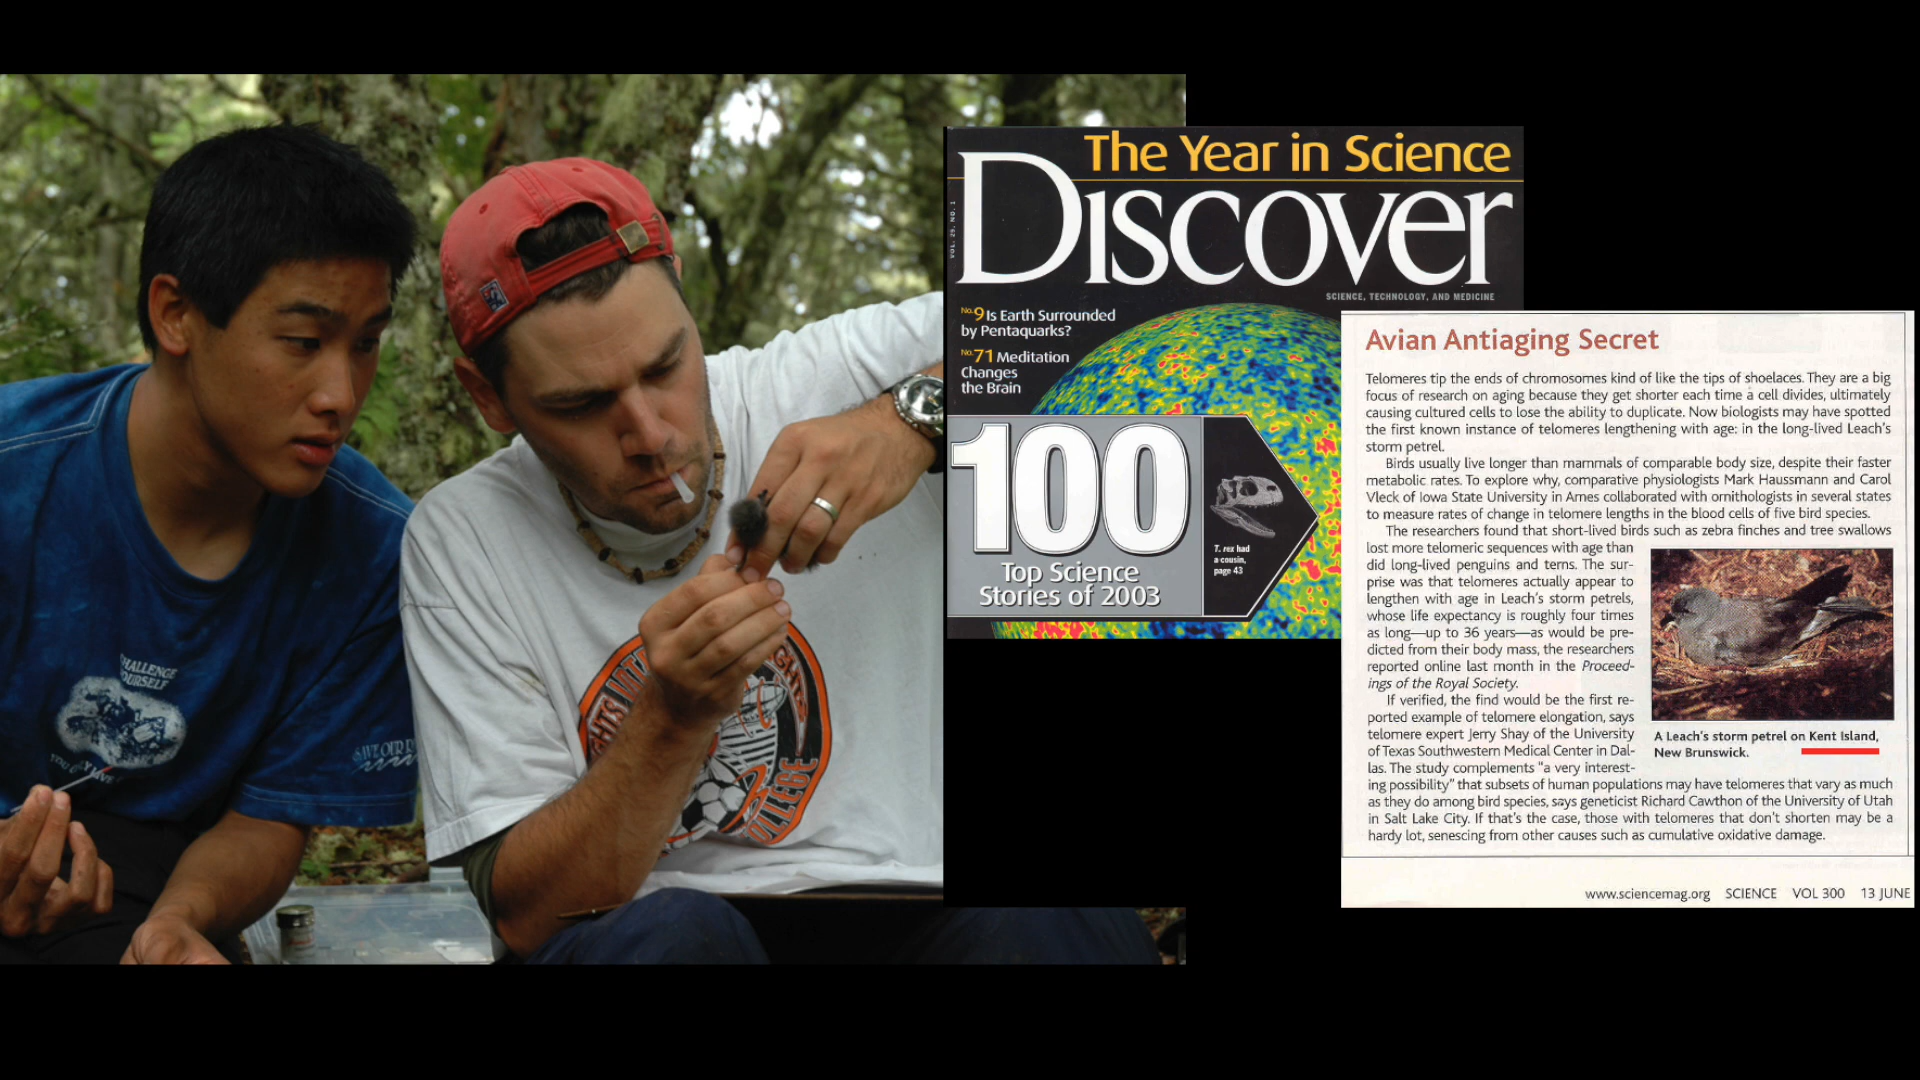 CHALLENGE
YOURSELF
YOU ONLY LIVE
SAVE OUR
COLLEGE
The Year in Science
DISCOVER
VOL. 25, NO. 1
SCIENCE, TECHNOLOGY, AND MEDICINE
No. 9 Is Earth Surrounded
by Pentaquarks?
No. 71 Meditation
Changes
the Brain
100
Top Science
Stories of 2003
T. rex had
a cousin,
page 43
Avian Antiaging Secret
Telomeres tip the ends of chromosomes kind of like the tips of shoelaces. They are a big
focus of research on aging because they get shorter each time a cell divides, ultimately
causing cultured cells to lose the ability to duplicate. Now biologists may have spotted
the first known instance of telomeres lengthening with age: in the long-lived Leach's
storm petrel.
Birds usually live longer than mammals of comparable body size, despite their faster
metabolic rates. To explore why, comparative physiologists Mark Haussmann and Carol
Vleck of Iowa State University in Ames collaborated with ornithologists in several states
to measure rates of change in telomere lengths in the blood cells of five bird species.
The researchers found that short-lived birds such as zebra finches and tree swallows
lost more telomeric sequences with age than
did long-lived penguins and terns. The sur-
prise was that telomeres actually appear to
lengthen with age in Leach's storm petrels,
whose life expectancy is roughly four times
as long—up to 36 years—as would be pre-
dicted from their body mass, the researchers
reported online last month in the Proceed-
ings of the Royal Society.
If verified, the find would be the first re-
ported example of telomere elongation, says
telomere expert Jerry Shay of the University
of Texas Southwestern Medical Center in Dal-
las. The study complements "a very interest-
ing possibility" that subsets of human populations may have telomeres that vary as much
as they do among bird species, says geneticist Richard Cawthon of the University of Utah
in Salt Lake City. If that's the case, those with telomeres that don't shorten may be a
hardy lot, senescing from other causes such as cumulative oxidative damage.
A Leach's storm petrel on Kent Island,
New Brunswick.
www.sciencemag.org SCIENCE VOL 300 13 JUNE